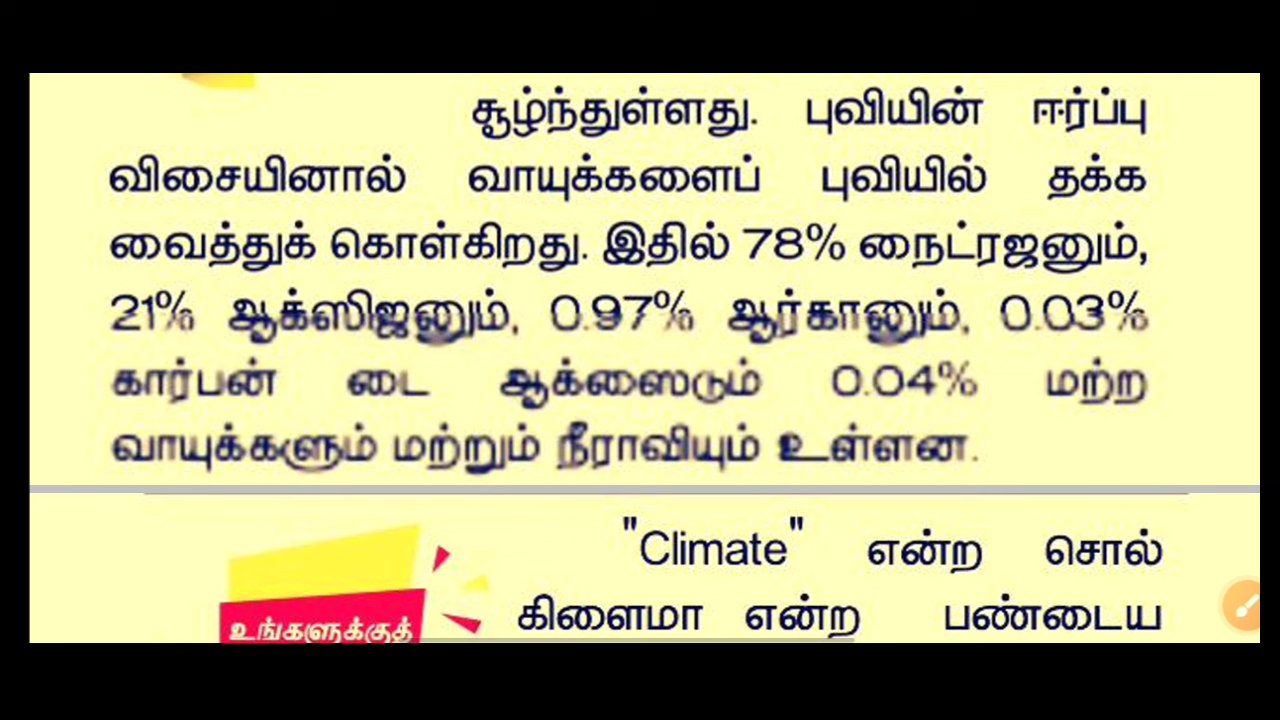 சூழ்ந்துள்ளது. புவியின் ஈர்ப்பு
விசையினால் வாயுக்களைப் புவியில் தக்க
வைத்துக் கொள்கிறது. இதில் 78% நைட்ரஜனும்,
21% ஆக்ஸிஜனும், 0.97% ஆர்கானும், 0.03%
கார்பன் டை ஆக்ஸைடும் 0.04% மற்ற
வாயுக்களும் மற்றும் நீராவியும் உள்ளன.
"Climate" என்ற சொல்
கிளைமா என்ற பண்டைய
உங்களுக்குத்